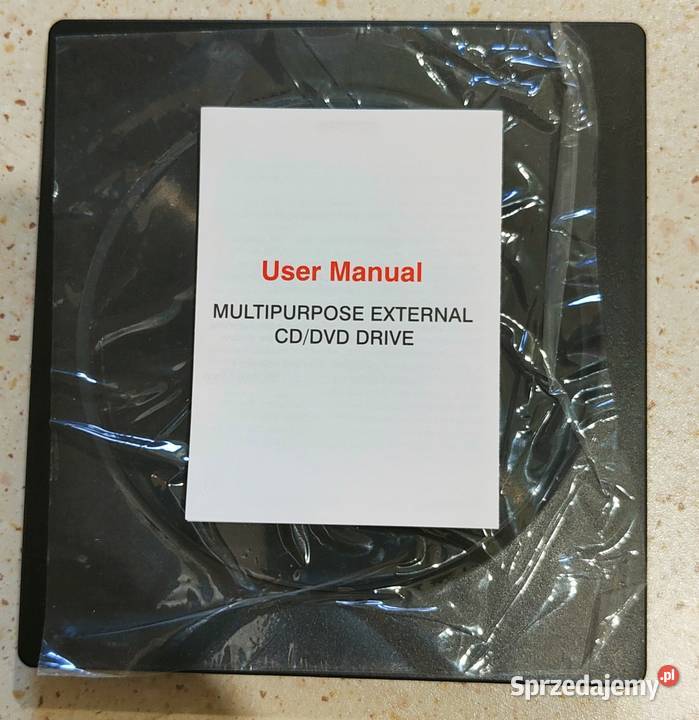 User Manual
MULTIPURPOSE EXTERNAL
CD/DVD DRIVE
Sprzedajemy.pl